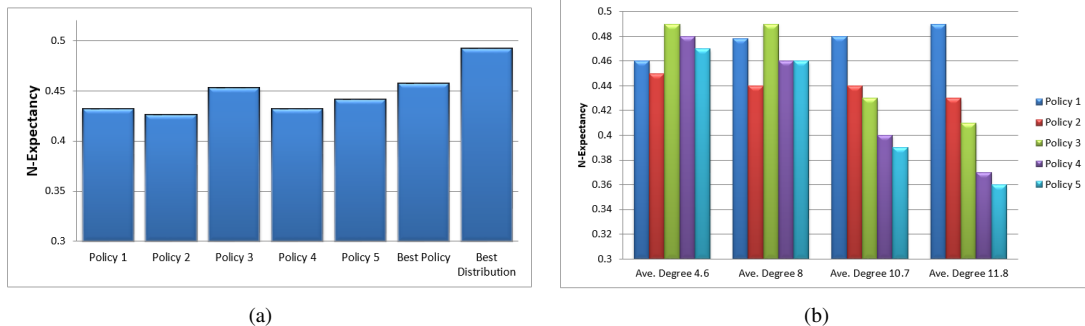 N-Expectancy
0.5
0.45
0.4
0.35
0.3
Policy 1
Policy 2
Policy 3
Policy 4
Policy 5
Best Policy
Best
Distribution
(a)
N-Expectancy
0.5
0.48
0.46
0.44
0.42
0.4
0.38
0.36
0.34
0.32
0.3
Ave. Degree 4.6
Ave. Degree 8
Ave. Degree 10.7
Ave. Degree 11.8
Policy 1
Policy 2
Policy 3
Policy 4
Policy 5
(b)